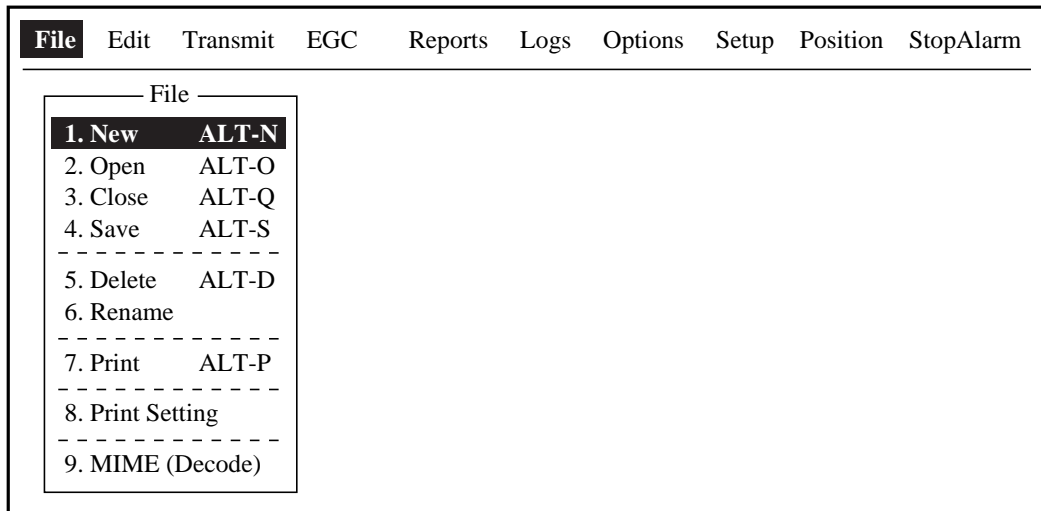 File Edit Transmit EGC Reports Logs Options Setup Position StopAlarm
File
1. New ALT-N
2. Open ALT-O
3. Close ALT-Q
4. Save ALT-S
5. Delete ALT-D
6. Rename
7. Print ALT-P
8. Print Setting
9. MIME (Decode)